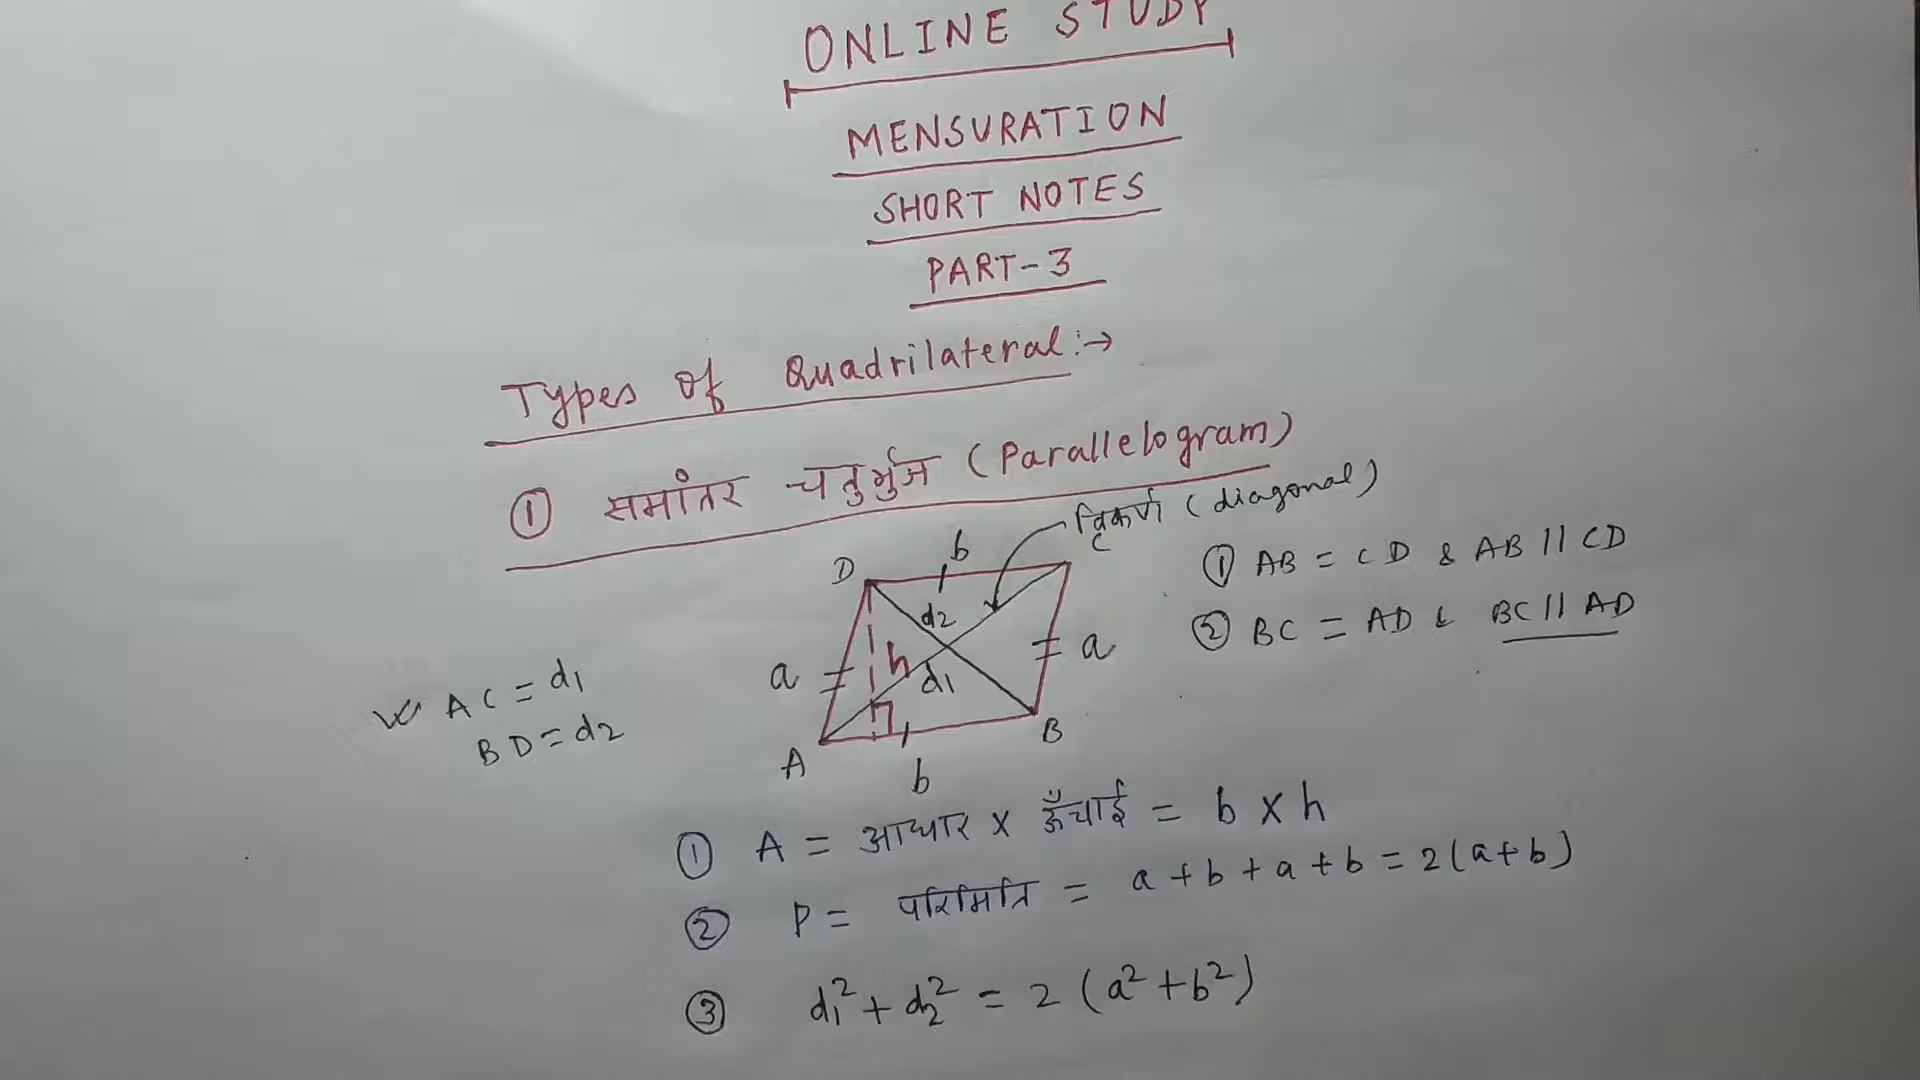 ONLINE STUDY
MENSURATION
SHORT NOTES
PART-3
Types of Quadrilateral:→
① समांतर चतुर्भुज (Parallelogram)
विकर्ण (diagonal)
D b C
d2
① AB = CD & AB || CD
② BC = AD & BC || AD
a h d1 a
AC = d1
BD = d2
A b B
① A = आधार x ऊँचाई = b x h
② P = परिमिति = a + b + a + b = 2(a+b)
③ d₁² + d₂² = 2 (a² + b²)